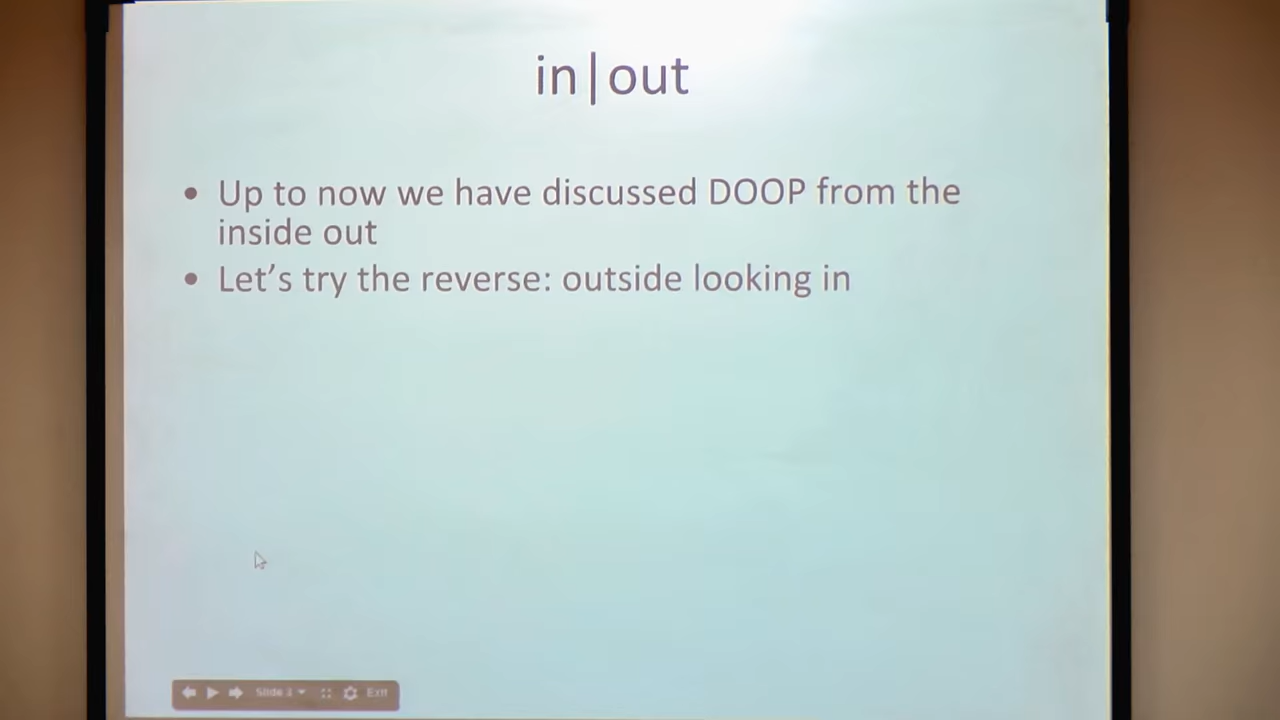 in|out
• Up to now we have discussed DOOP from the
inside out
• Let's try the reverse: outside looking in
Slide Exit